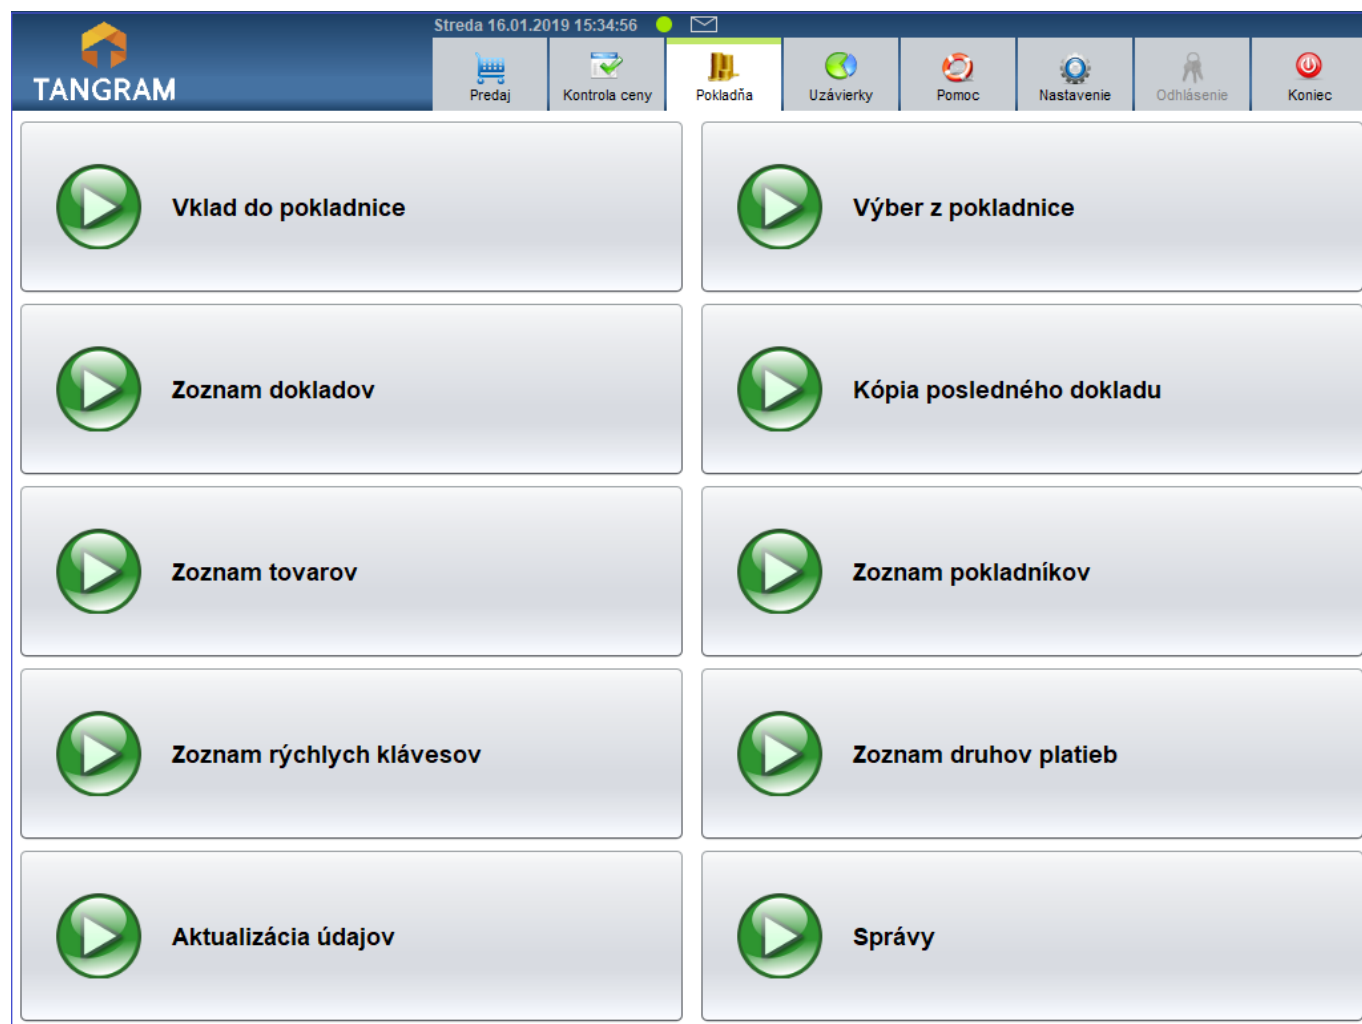 Streda 16.01.2019 15:34:56
TANGRAM
Predaj
Kontrola ceny
Pokladňa
Uzávierky
Pomoc
Nastavenie
Odhlásenie
Koniec
Vklad do pokladnice
Výber z pokladnice
Zoznam dokladov
Kópia posledného dokladu
Zoznam tovarov
Zoznam pokladníkov
Zoznam rýchlych klávesov
Zoznam druhov platieb
Aktualizácia údajov
Správy